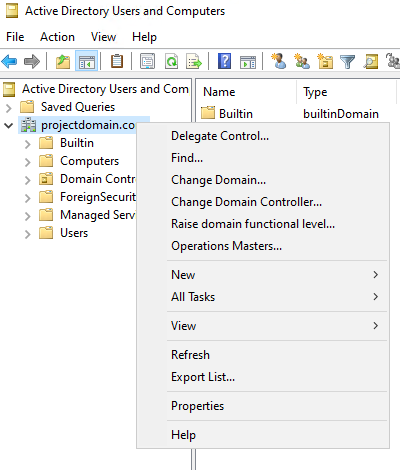 Active Directory Users and Computers
File Action View Help
Active Directory Users and Com
Name Type
Saved Queries
Builtin builtinDomain
projectdomain.co
Builtin
Computers
Domain Contr
ForeignSecurit
Managed Serv
Users
Delegate Control...
Find...
Change Domain...
Change Domain Controller...
Raise domain functional level...
Operations Masters...
New
All Tasks
View
Refresh
Export List...
Properties
Help